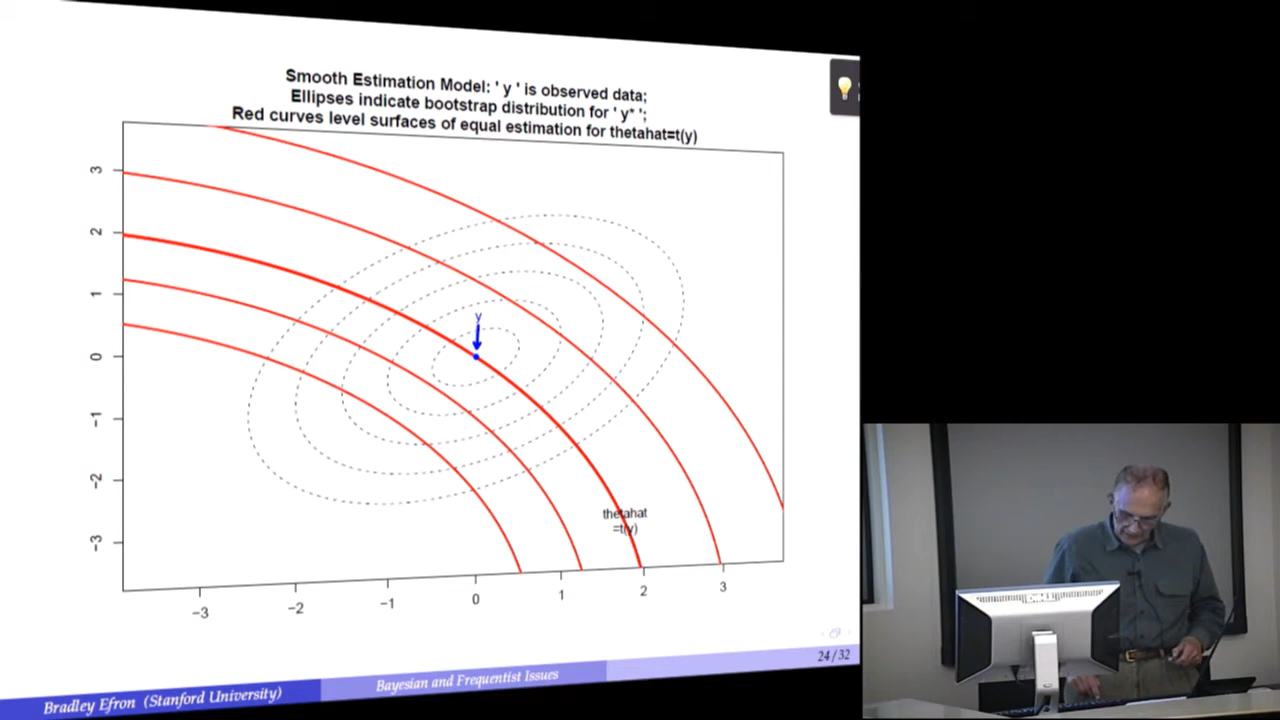 Smooth Estimation Model: ' y ' is observed data;
Ellipses indicate bootstrap distribution for ' y* ';
Red curves level surfaces of equal estimation for thetahat=t(y)
3
2
1
0
−1
−2
−3
y
thetahat
=t(y)
−3
−2
−1
0
1
2
3
24 / 32
Bradley Efron (Stanford University)
Bayesian and Frequentist Issues